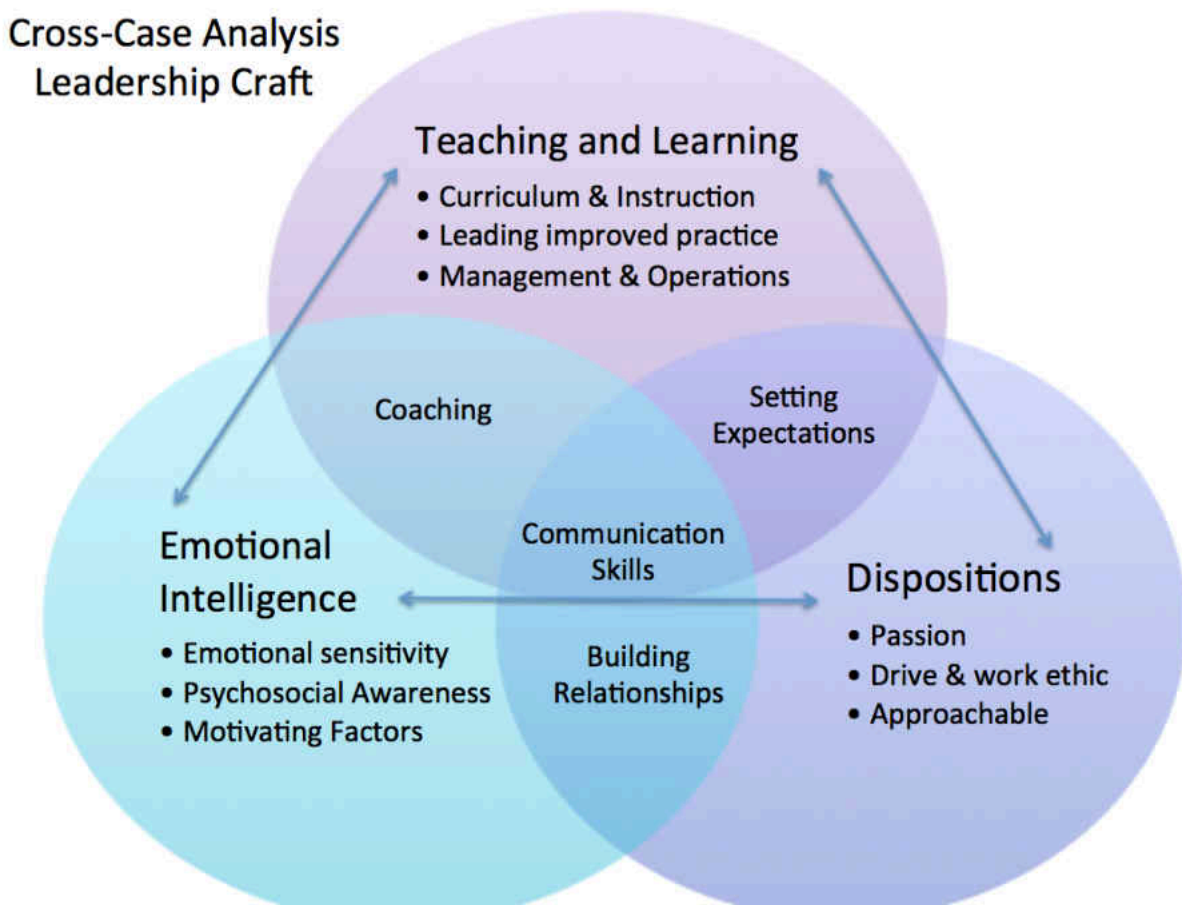 Cross-Case Analysis
Leadership Craft
Teaching and Learning
• Curriculum & Instruction
• Leading improved practice
• Management & Operations
Coaching
Setting
Expectations
Communication
Skills
Emotional
Intelligence
• Emotional sensitivity
• Psychosocial Awareness
• Motivating Factors
Building
Relationships
Dispositions
• Passion
• Drive & work ethic
• Approachable